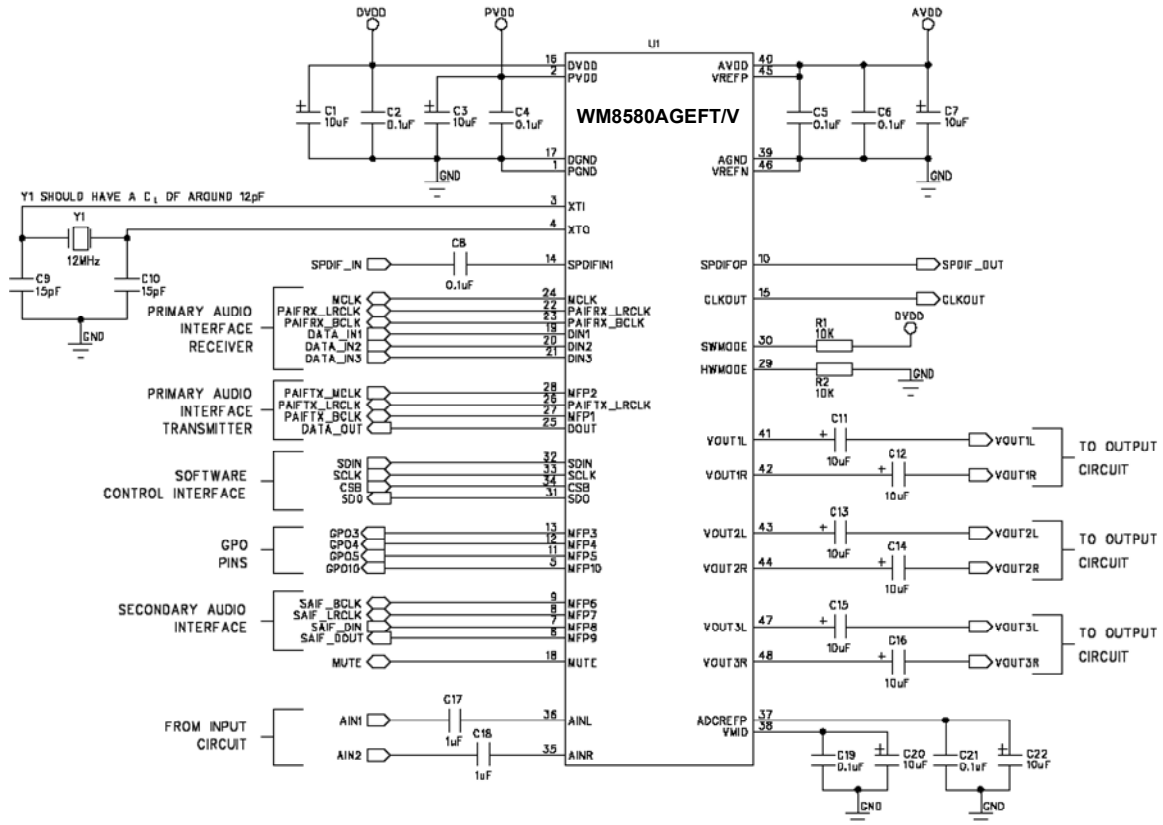 DVDD
PVDD
AVDD
U1
WM8580AGEFT/V
16 DVDD
2 PVDD
AVDD 40
VREFP 45
C1 10uF
C2 0.1uF
C3 10uF
C4 0.1uF
C5 0.1uF
C6 0.1uF
C7 10uF
17 DGND
1 PGND
AGND 39
VREFN 46
GND
GND
Y1 SHOULD HAVE A CL OF AROUND 12pF
3 XTI
Y1
12MHz
4 XTO
C9 15pF
C10 15pF
GND
SPDIF_IN
C8
0.1uF
14 SPDIFIN1
SPDIFOP 10 SPDIF_OUT
CLKOUT 15 CLKOUT
PRIMARY AUDIO
INTERFACE
RECEIVER
MCLK 24 MCLK
PAIFRX_LRCLK 22 PAIFRX_LRCLK
PAIFRX_BCLK 23 PAIFRX_BCLK
DATA_IN1 19 DIN1
DATA_IN2 20 DIN2
DATA_IN3 21 DIN3
DVDD
R1
10K
SWMODE 30
HWMODE 29
R2
10K
GND
PRIMARY AUDIO
INTERFACE
TRANSMITTER
PAIFTX_MCLK 28 MFP2
PAIFTX_LRCLK 26 PAIFTX_LRCLK
PAIFTX_BCLK 27 MFP1
DATA_OUT 25 DOUT
SOFTWARE
CONTROL INTERFACE
SDIN 32 SDIN
SCLK 33 SCLK
CSB 34 CSB
SDO 31 SDO
GPO
PINS
GPO3 13 MFP3
GPO4 12 MFP4
GPO5 11 MFP5
GPO10 5 MFP10
SECONDARY AUDIO
INTERFACE
SAIF_BCLK 9 MFP6
SAIF_LRCLK 8 MFP7
SAIF_DIN 7 MFP8
SAIF_DOUT 6 MFP9
MUTE 18 MUTE
FROM INPUT
CIRCUIT
AIN1
C17
1uF
36 AINL
AIN2
C18
1uF
35 AINR
VOUT1L 41 + C11 10uF VOUT1L
VOUT1R 42 + C12 10uF VOUT1R
TO OUTPUT
CIRCUIT
VOUT2L 43 + C13 10uF VOUT2L
VOUT2R 44 + C14 10uF VOUT2R
TO OUTPUT
CIRCUIT
VOUT3L 47 + C15 10uF VOUT3L
VOUT3R 48 + C16 10uF VOUT3R
TO OUTPUT
CIRCUIT
ADCREFP 37
VMID 38
C19 0.1uF
C20 10uF
C21 0.1uF
C22 10uF
GND
GND